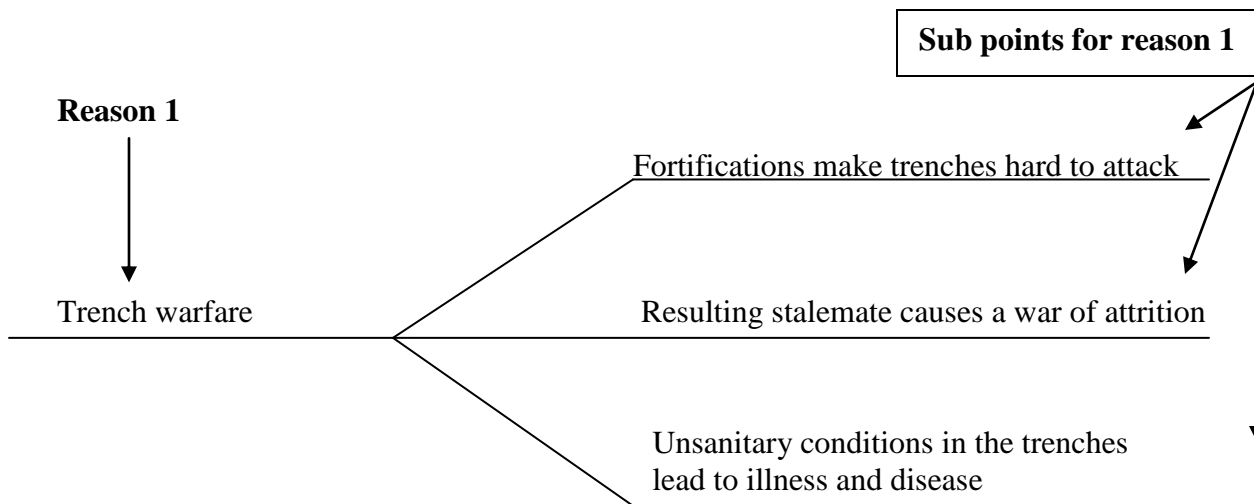 Sub points for reason 1
Reason 1
Fortifications make trenches hard to attack
Trench warfare
Resulting stalemate causes a war of attrition
Unsanitary conditions in the trenches
lead to illness and disease